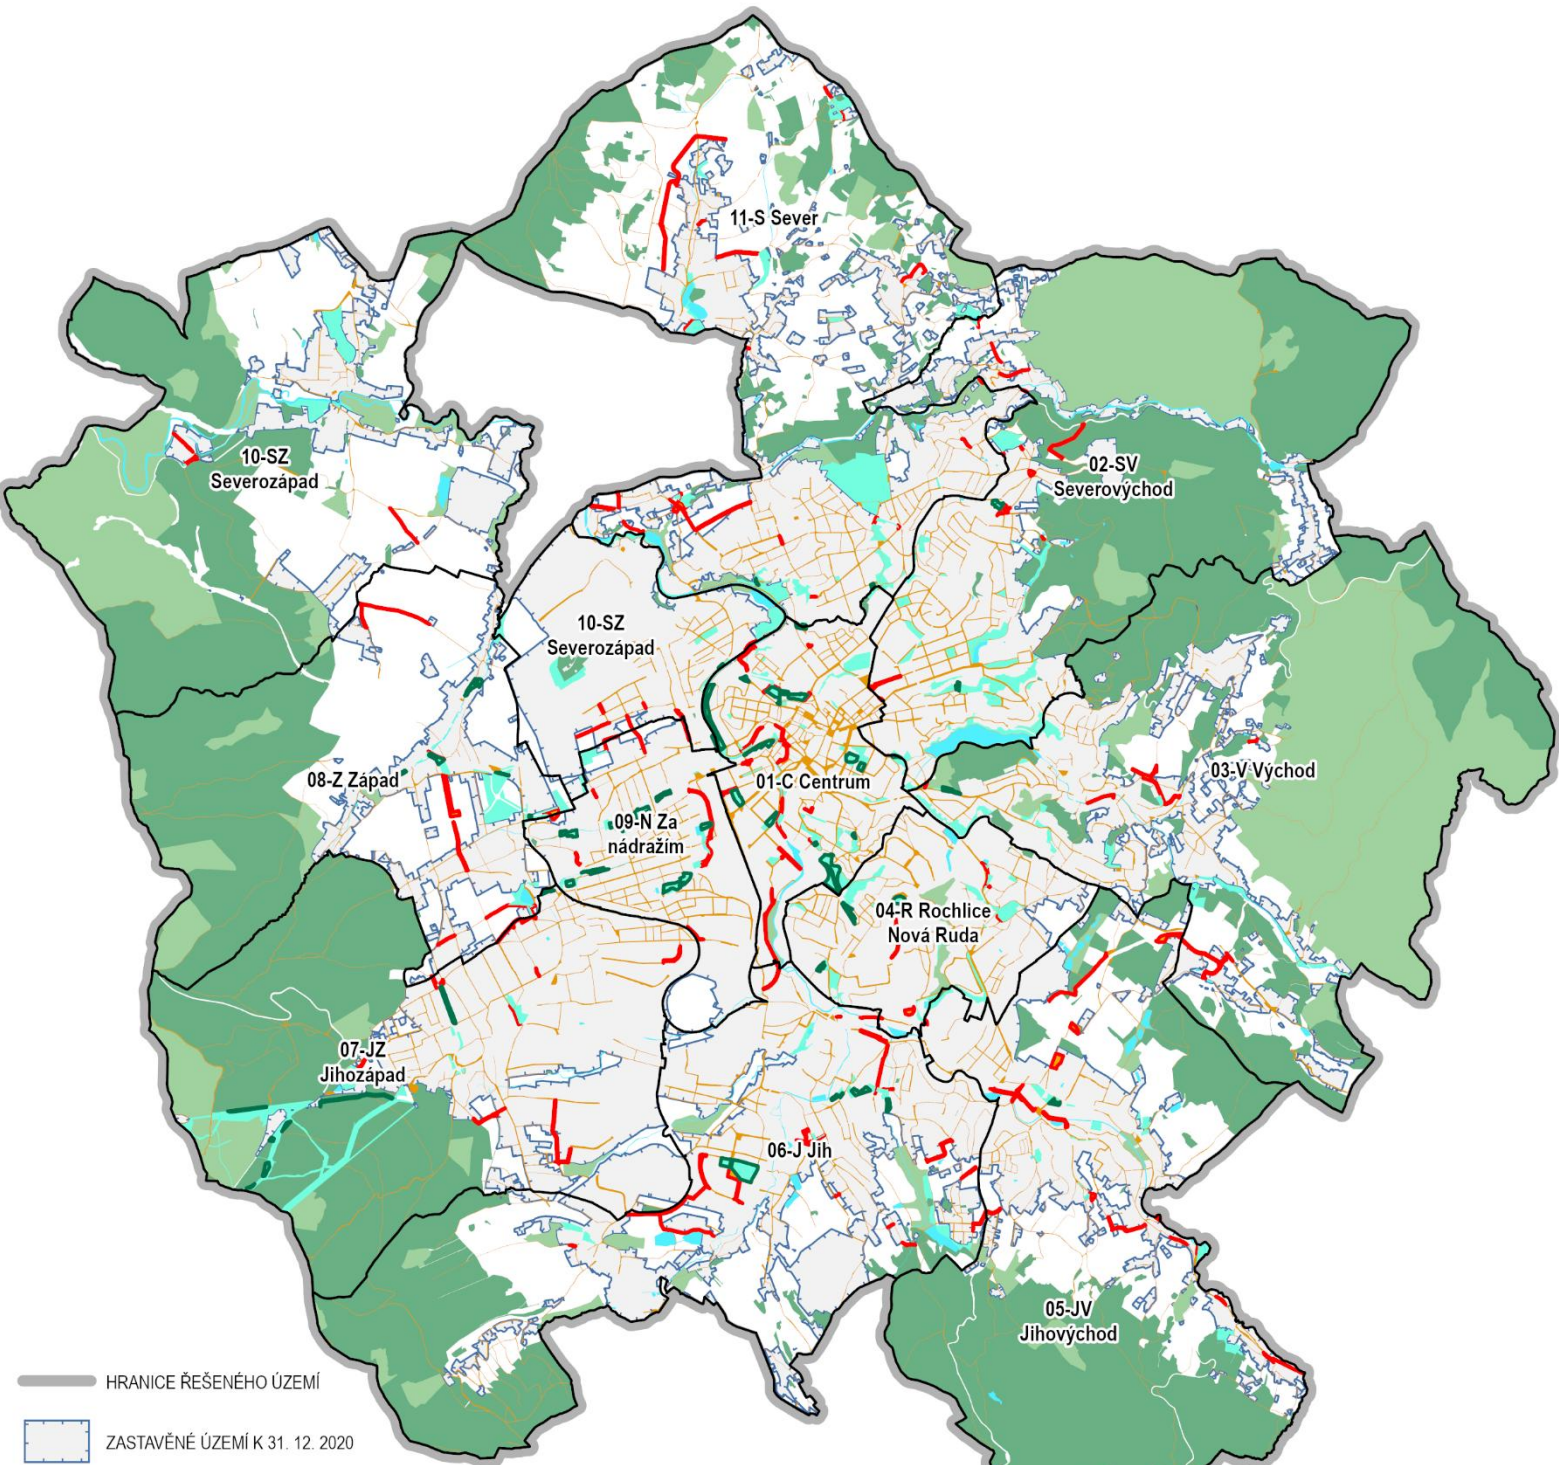 11-S Sever
10-SZ
Severozápad
02-SV
Severovýchod
10-SZ
Severozápad
08-Z Západ
01-C Centrum
03-V Východ
09-N Za
nádražím
04-R Rochlice
Nová Ruda
07-JZ
Jihozápad
06-J Jih
05-JV
Jihovýchod
HRANICE ŘEŠENÉHO ÚZEMÍ
ZASTAVĚNÉ ÚZEMÍ K 31. 12. 2020